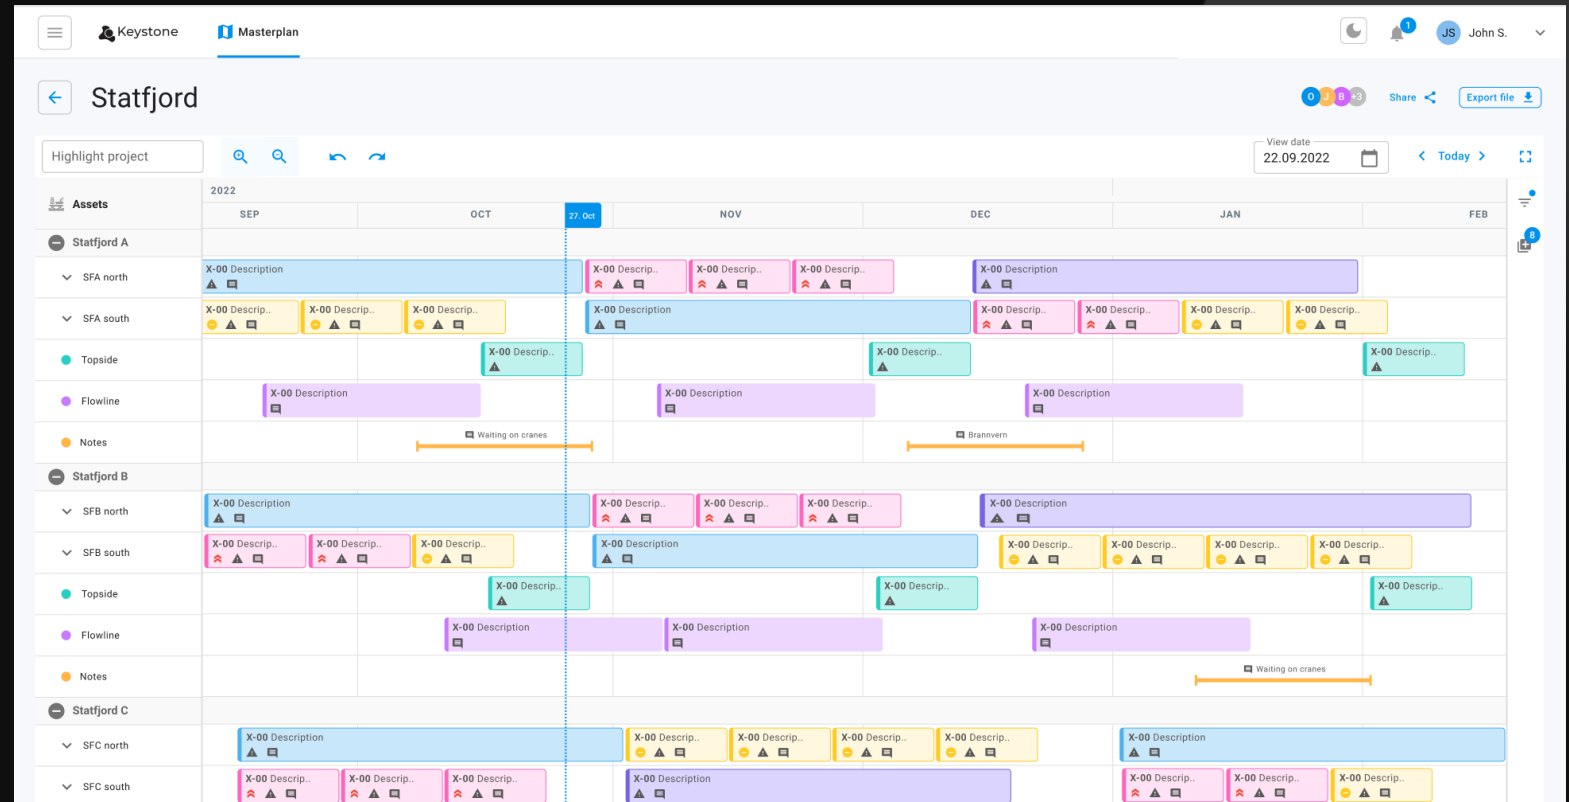 Keystone
Masterplan
1
JS
John S.
Statfjord
O J B +3
Share
Export file
Highlight project
View date
22.09.2022
Today
Assets
2022
SEP
27. Oct
OCT
NOV
DEC
JAN
FEB
8
Statfjord A
SFA north
X-00 Description
X-00 Descrip..
X-00 Descrip..
X-00 Descrip..
X-00 Description
SFA south
X-00 Descrip..
X-00 Descrip..
X-00 Descrip..
X-00 Description
X-00 Descrip..
X-00 Descrip..
X-00 Descrip..
X-00 Descrip..
Topside
X-00 Descrip..
X-00 Descrip..
X-00 Descrip..
Flowline
X-00 Description
X-00 Description
X-00 Description
Notes
Waiting on cranes
Brannvern
Statfjord B
SFB north
X-00 Description
X-00 Descrip..
X-00 Descrip..
X-00 Descrip..
X-00 Description
SFB south
X-00 Descrip..
X-00 Descrip..
X-00 Descrip..
X-00 Description
X-00 Descrip..
X-00 Descrip..
X-00 Descrip..
X-00 Descrip..
Topside
X-00 Descrip..
X-00 Descrip..
X-00 Descrip..
Flowline
X-00 Description
X-00 Description
X-00 Description
Notes
Waiting on cranes
Statfjord C
SFC north
X-00 Description
X-00 Descrip..
X-00 Descrip..
X-00 Descrip..
X-00 Descrip..
X-00 Description
SFC south
X-00 Descrip..
X-00 Descrip..
X-00 Descrip..
X-00 Description
X-00 Descrip..
X-00 Descrip..
X-00 Descrip..